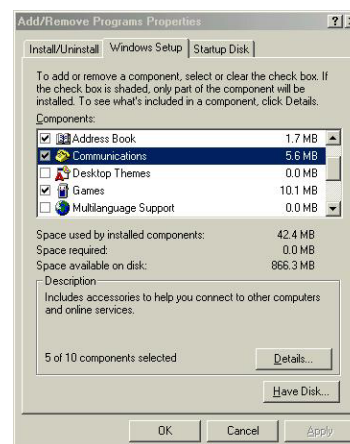 Add/Remove Programs Properties
Install/Uninstall Windows Setup Startup Disk
To add or remove a component, select or clear the check box. If
the check box is shaded, only part of the component will be
installed. To see what's included in a component, click Details.
Components:
Address Book 1.7 MB
Communications 5.6 MB
Desktop Themes 0.0 MB
Games 10.1 MB
Multilanguage Support 0.0 MB
Space used by installed components: 42.4 MB
Space required: 0.0 MB
Space available on disk: 866.3 MB
Description
Includes accessories to help you connect to other computers
and online services.
5 of 10 components selected Details...
Have Disk...
OK Cancel Apply